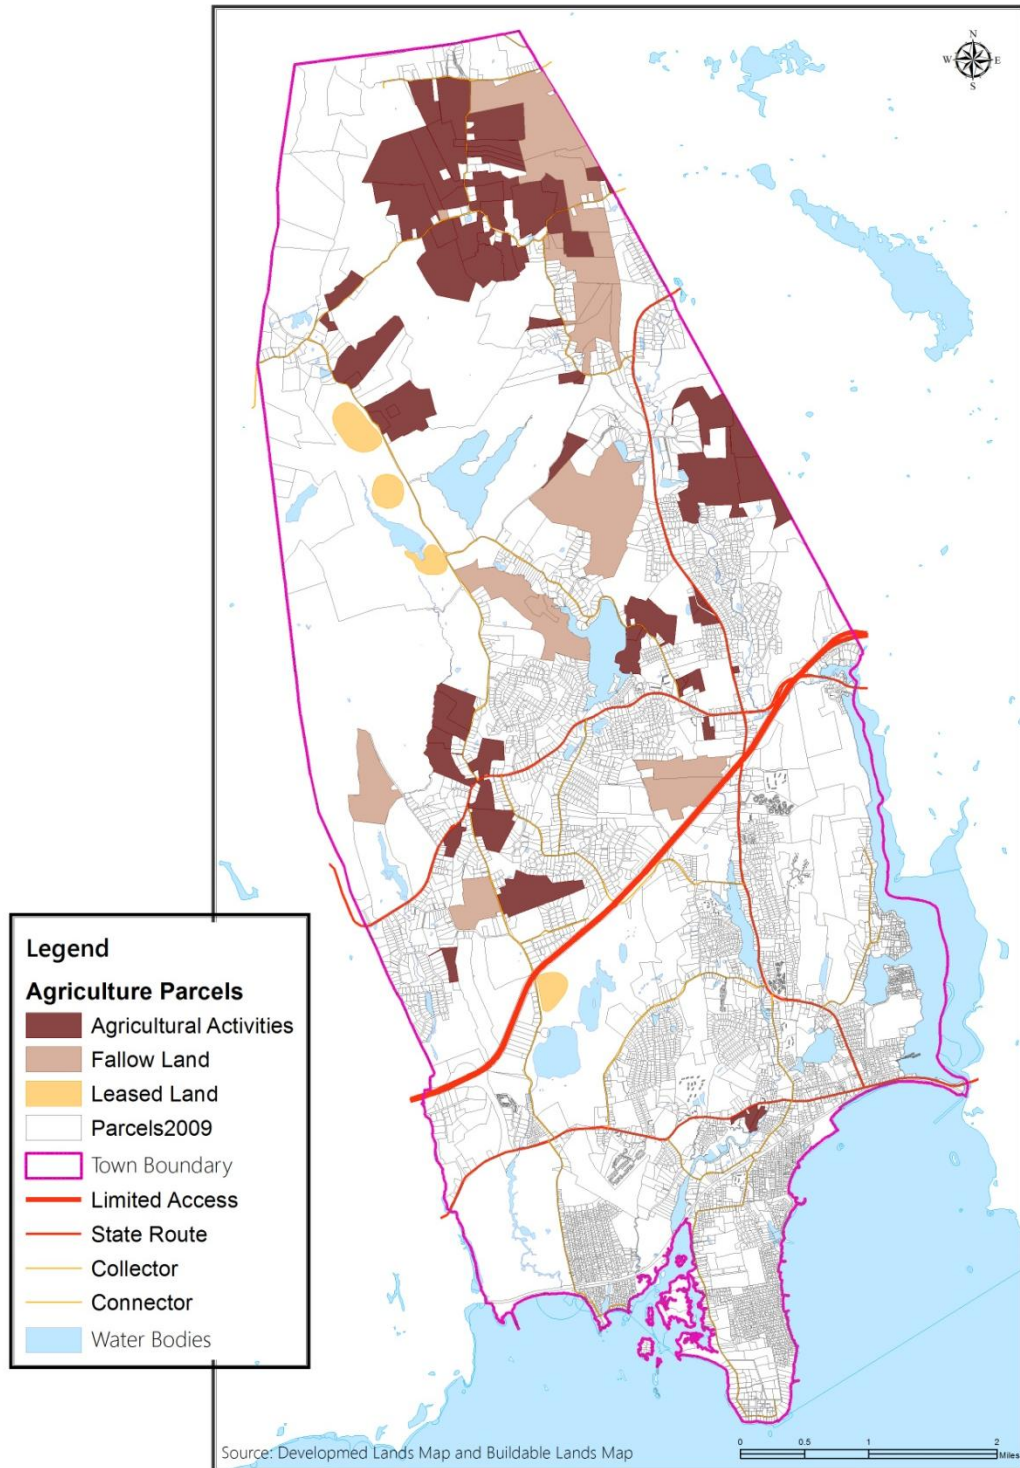 N
W E
S
Legend
Agriculture Parcels
Agricultural Activities
Fallow Land
Leased Land
Parcels2009
Town Boundary
Limited Access
State Route
Collector
Connector
Water Bodies
Source: Developmed Lands Map and Buildable Lands Map
0 0.5 1 2
Miles